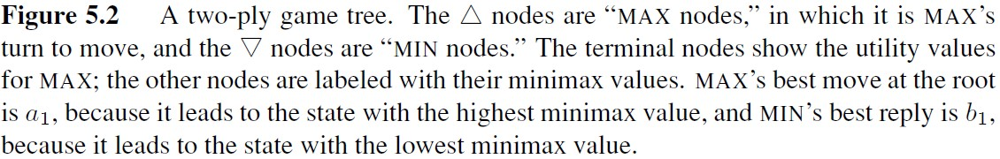 Figure 5.2 A two-ply game tree. The △ nodes are “MAX nodes,” in which it is MAX’s
turn to move, and the ▽ nodes are “MIN nodes.” The terminal nodes show the utility values
for MAX; the other nodes are labeled with their minimax values. MAX’s best move at the root
is a₁, because it leads to the state with the highest minimax value, and MIN’s best reply is b₁,
because it leads to the state with the lowest minimax value.